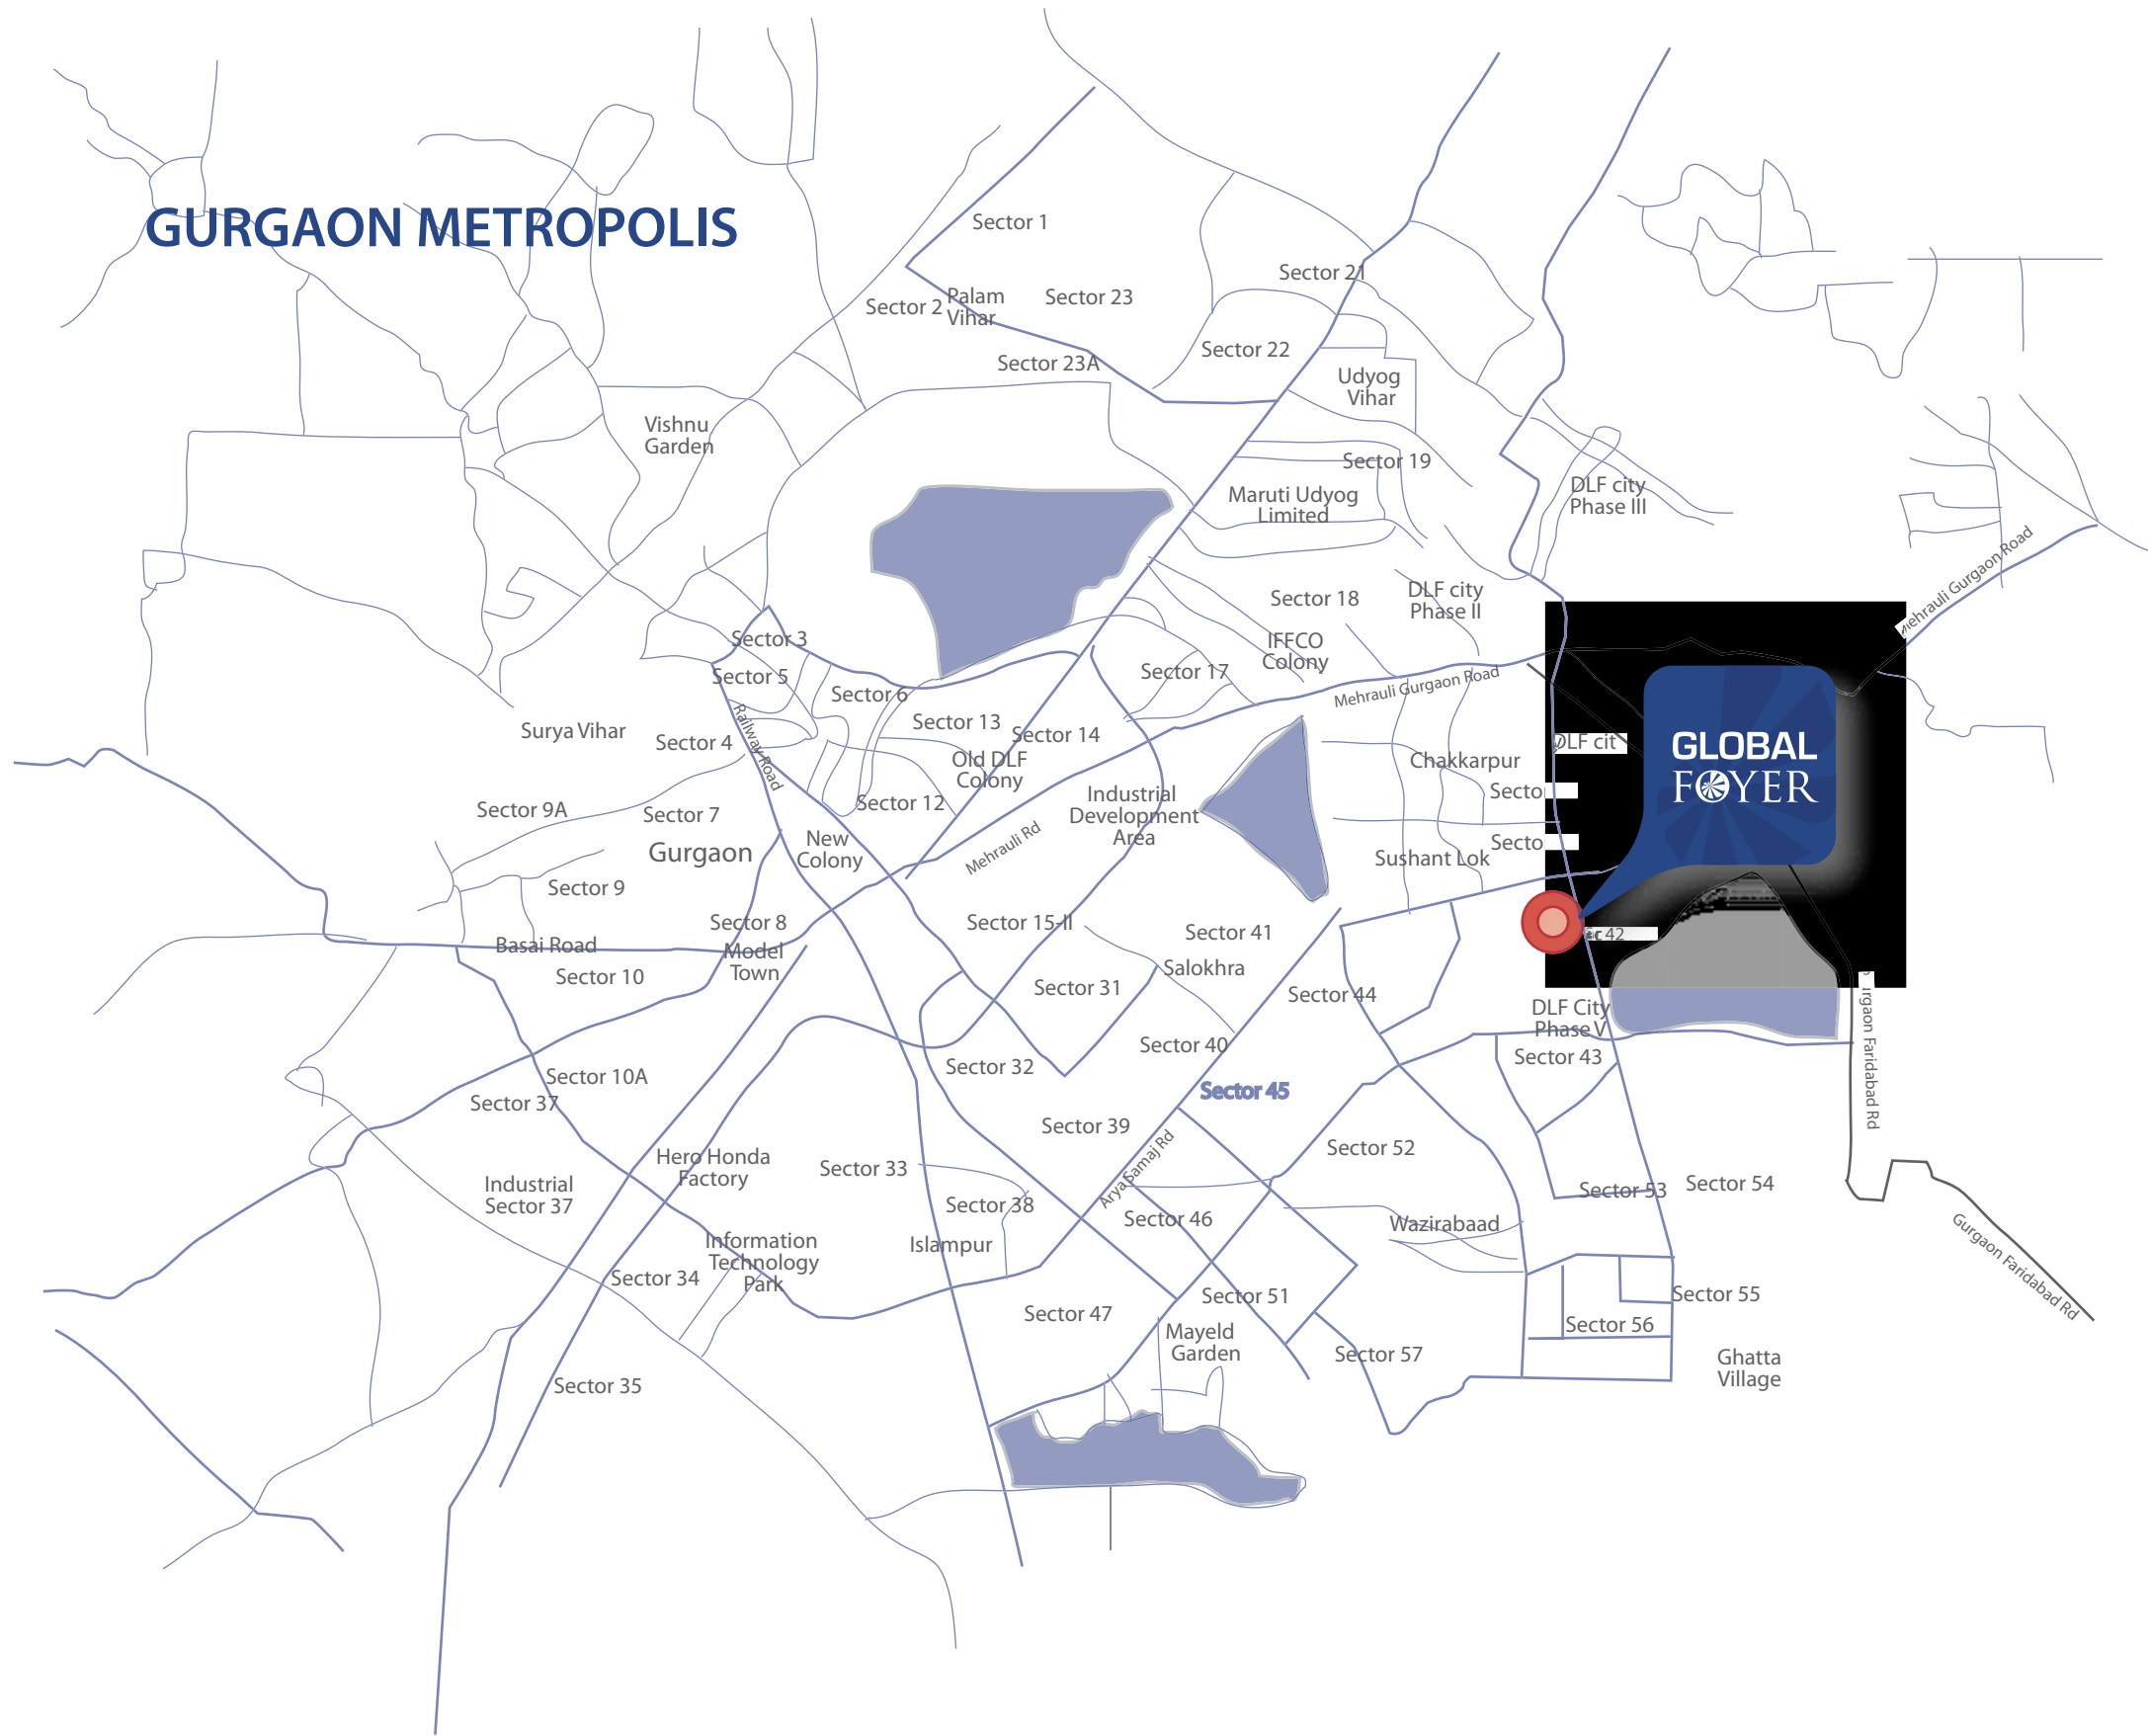 GURGAON METROPOLIS
Sector 1
Sector 21
Sector 2
Palam
Vihar
Sector 23
Sector 22
Sector 23A
Udyog
Vihar
Vishnu
Garden
Sector 19
Maruti Udyog
Limited
DLF city
Phase III
Mehrauli Gurgaon Road
Sector 18
DLF city
Phase II
Sector 3
IFFCO
Colony
Sector 5
Sector 6
Sector 17
Mehrauli Gurgaon Road
Railway Road
Surya Vihar
Sector 4
Sector 13
Sector 14
Old DLF
Colony
DLF cit
GLOBAL
FOYER
Chakkarpur
Sector 9A
Sector 7
Sector 12
Industrial
Development
Area
Secto
Gurgaon
New
Colony
Mehrauli Rd
Sushant Lok
Secto
Sector 9
Sector 8
Sector 15-II
Sector 41
42
Basai Road
Model
Town
Sector 10
Salokhra
Sector 31
Sector 44
DLF City
Phase V
rgaon Faridabad Rd
Sector 40
Sector 43
Sector 32
Sector 10A
Sector 37
Sector 45
Sector 39
Arya Samaj Rd
Sector 52
Hero Honda
Factory
Sector 33
Industrial
Sector 37
Sector 38
Sector 46
Sector 53
Sector 54
Wazirabaad
Gurgaon Faridabad Rd
Information
Technology
Park
Islampur
Sector 34
Sector 47
Sector 51
Sector 55
Mayeld
Garden
Sector 56
Sector 57
Ghatta
Village
Sector 35